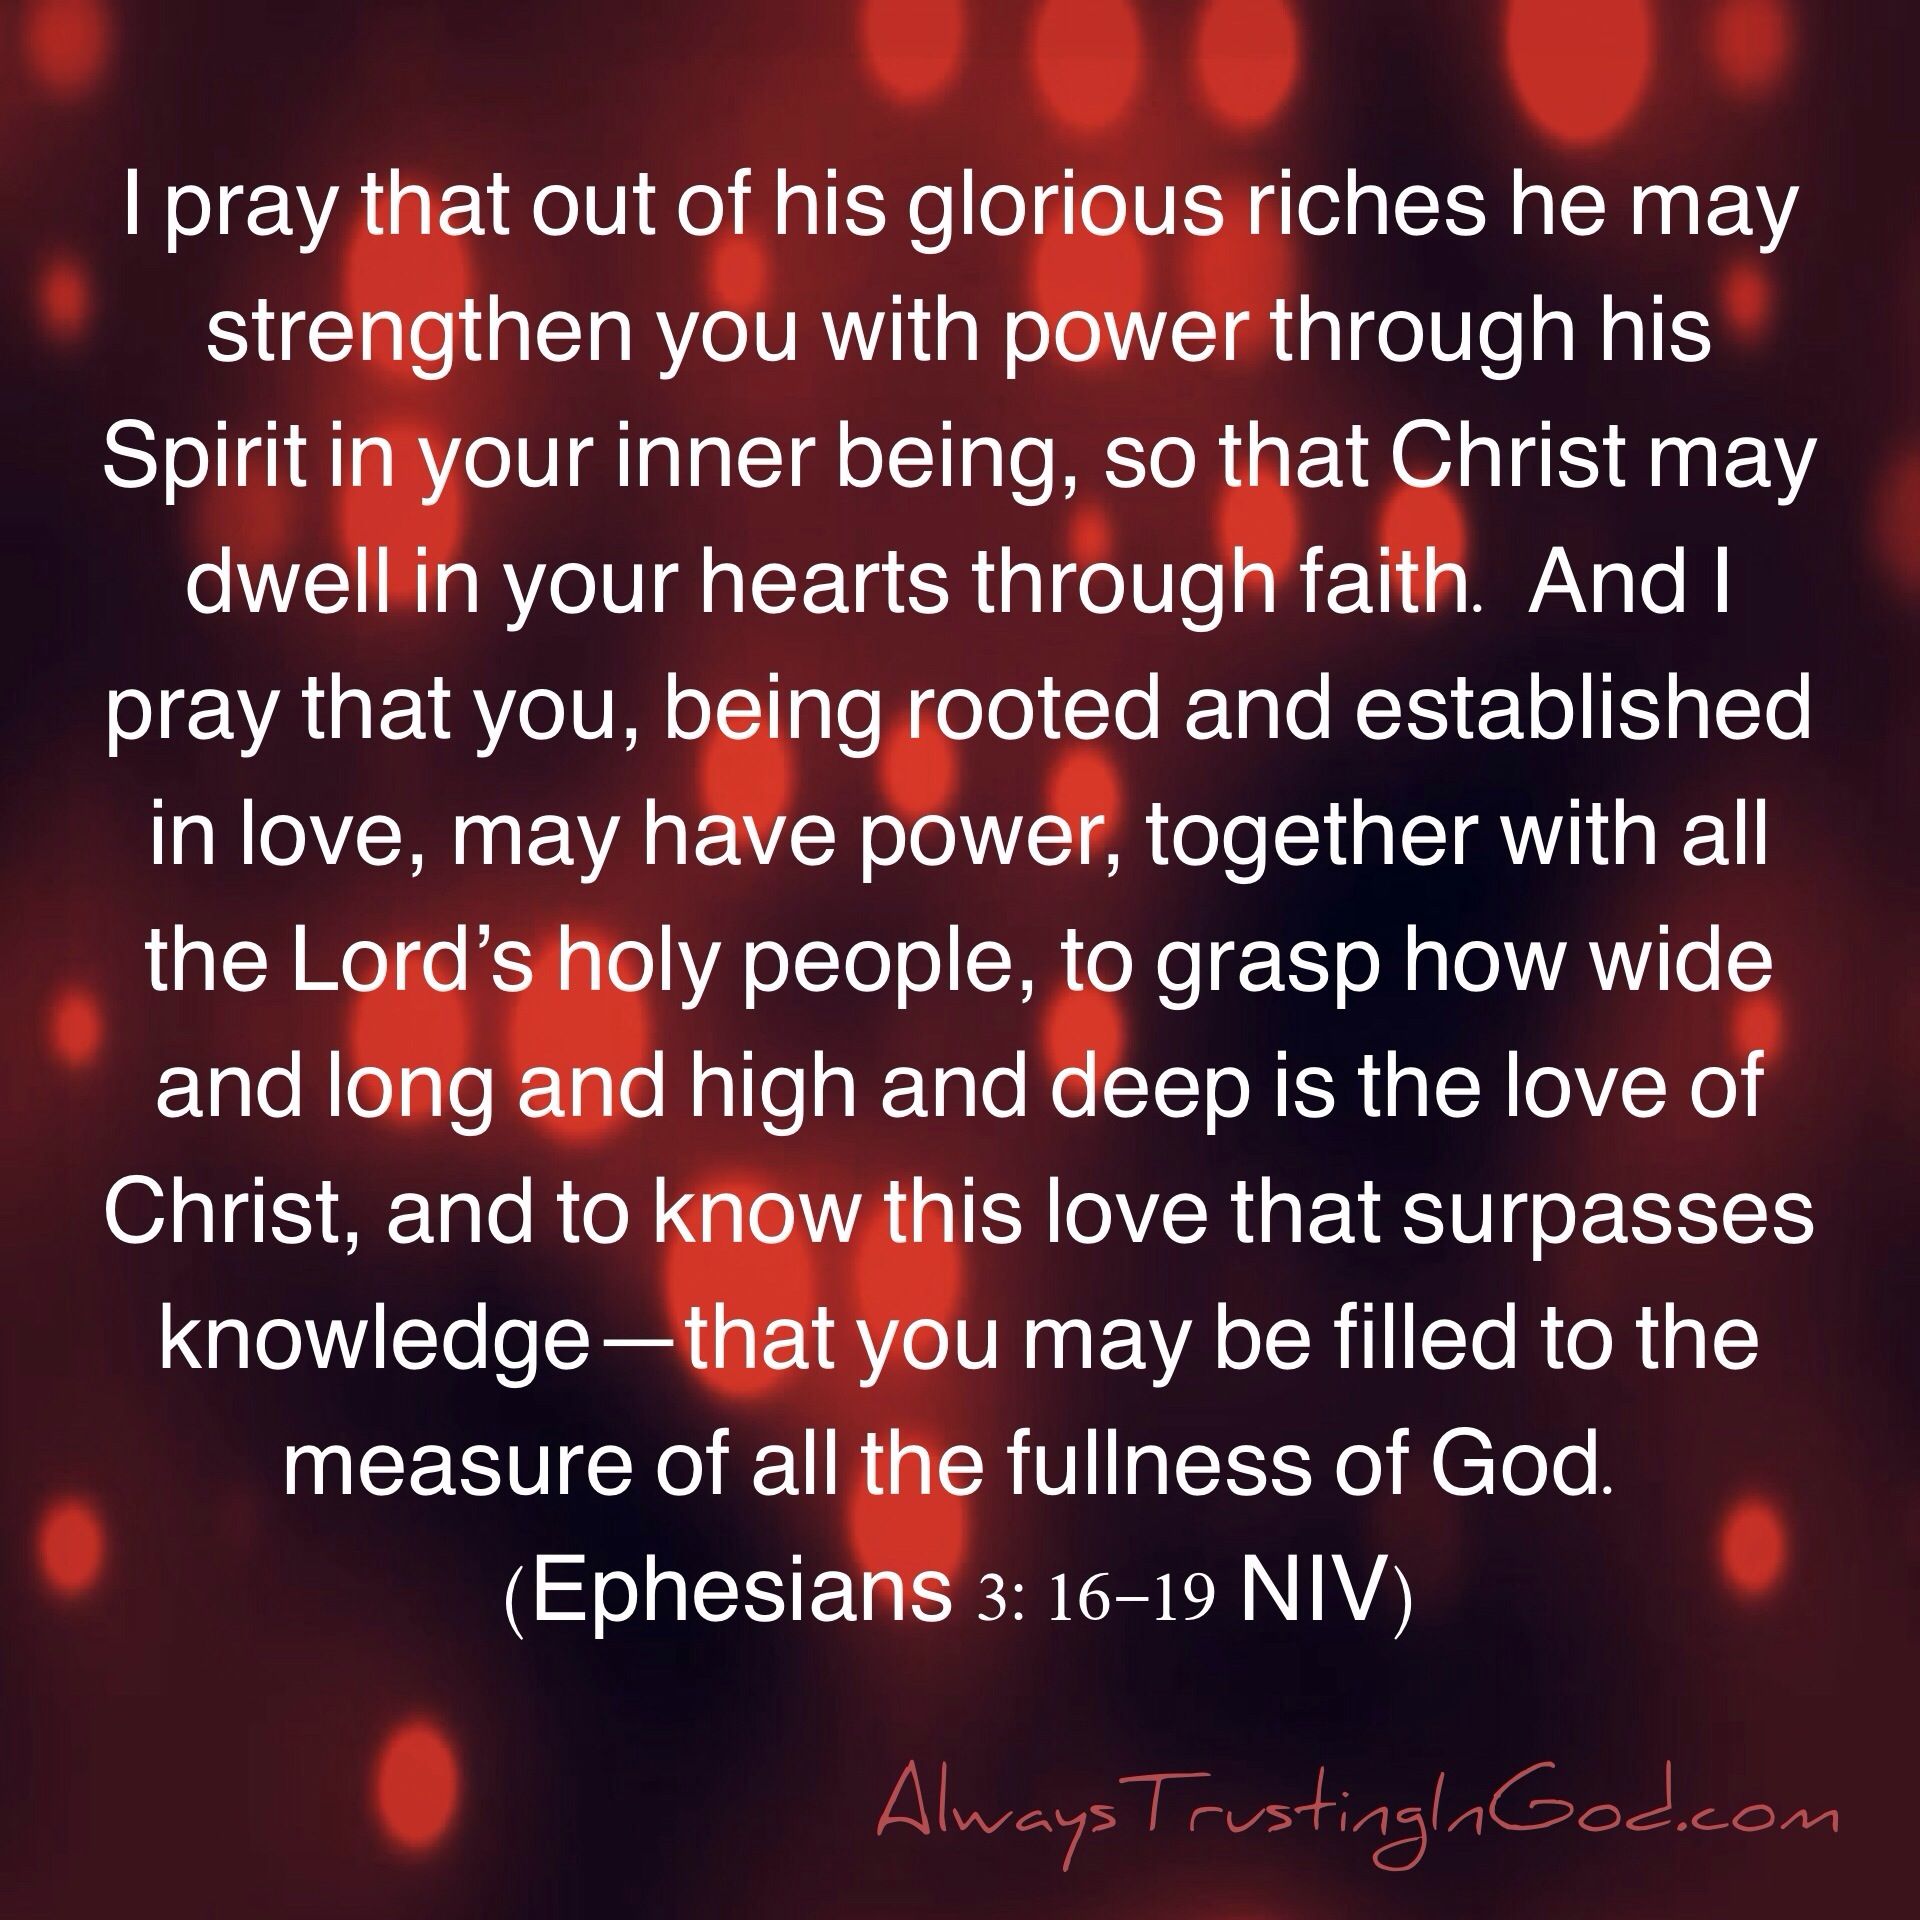 I pray that out of his glorious riches he may
strengthen you with power through his
Spirit in your inner being, so that Christ may
dwell in your hearts through faith.  And I
pray that you, being rooted and established
in love, may have power, together with all
the Lord’s holy people, to grasp how wide
and long and high and deep is the love of
Christ, and to know this love that surpasses
knowledge—that you may be filled to the
measure of all the fullness of God.
(Ephesians 3: 16–19 NIV)
AlwaysTrustingInGod.com